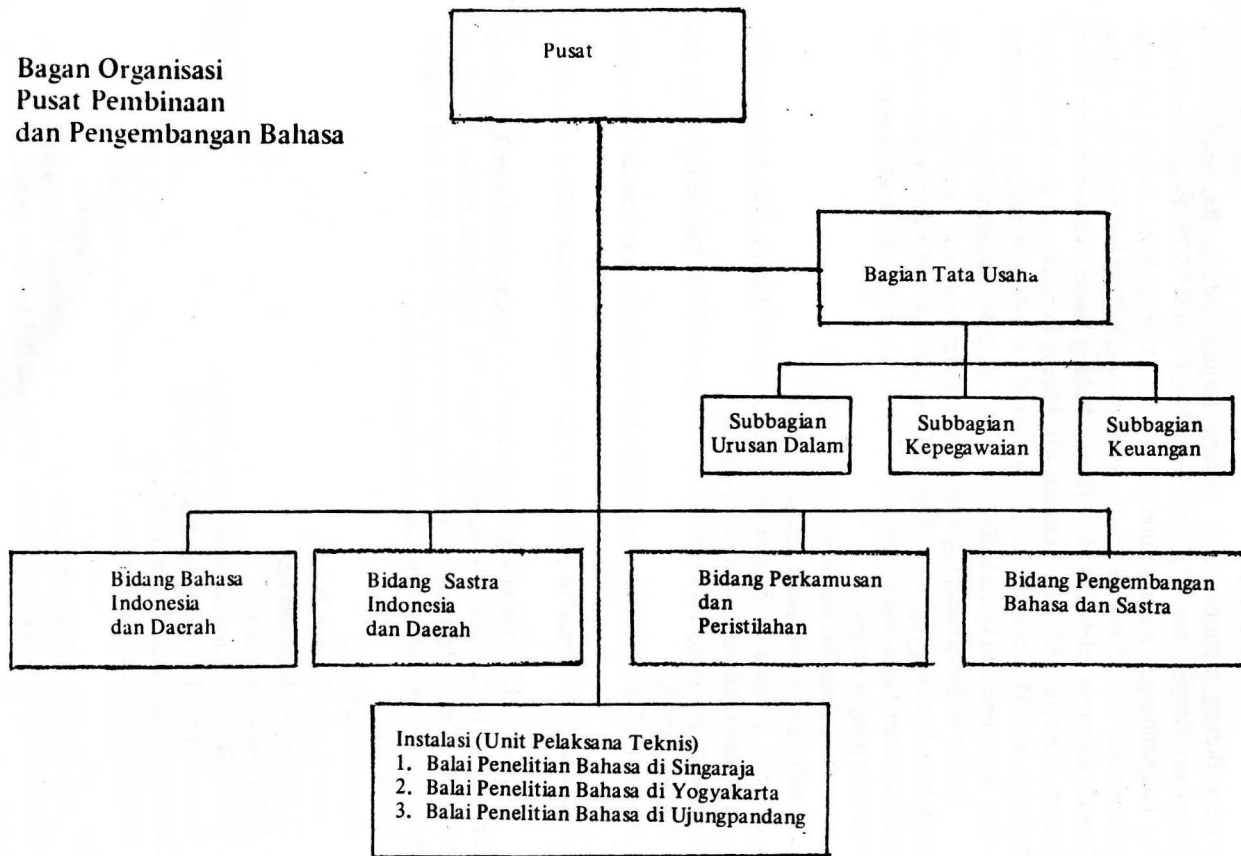 Bagan Organisasi
Pusat Pembinaan
dan Pengembangan Bahasa
Pusat
Bagian Tata Usaha
Subbagian
Urusan Dalam
Subbagian
Kepegawaian
Subbagian
Keuangan
Bidang Bahasa
Indonesia
dan Daerah
Bidang Sastra
Indonesia
dan Daerah
Bidang Perkamusan
dan
Peristilahan
Bidang Pengembangan
Bahasa dan Sastra
Instalasi (Unit Pelaksana Teknis)
1. Balai Penelitian Bahasa di Singaraja
2. Balai Penelitian Bahasa di Yogyakarta
3. Balai Penelitian Bahasa di Ujungpandang